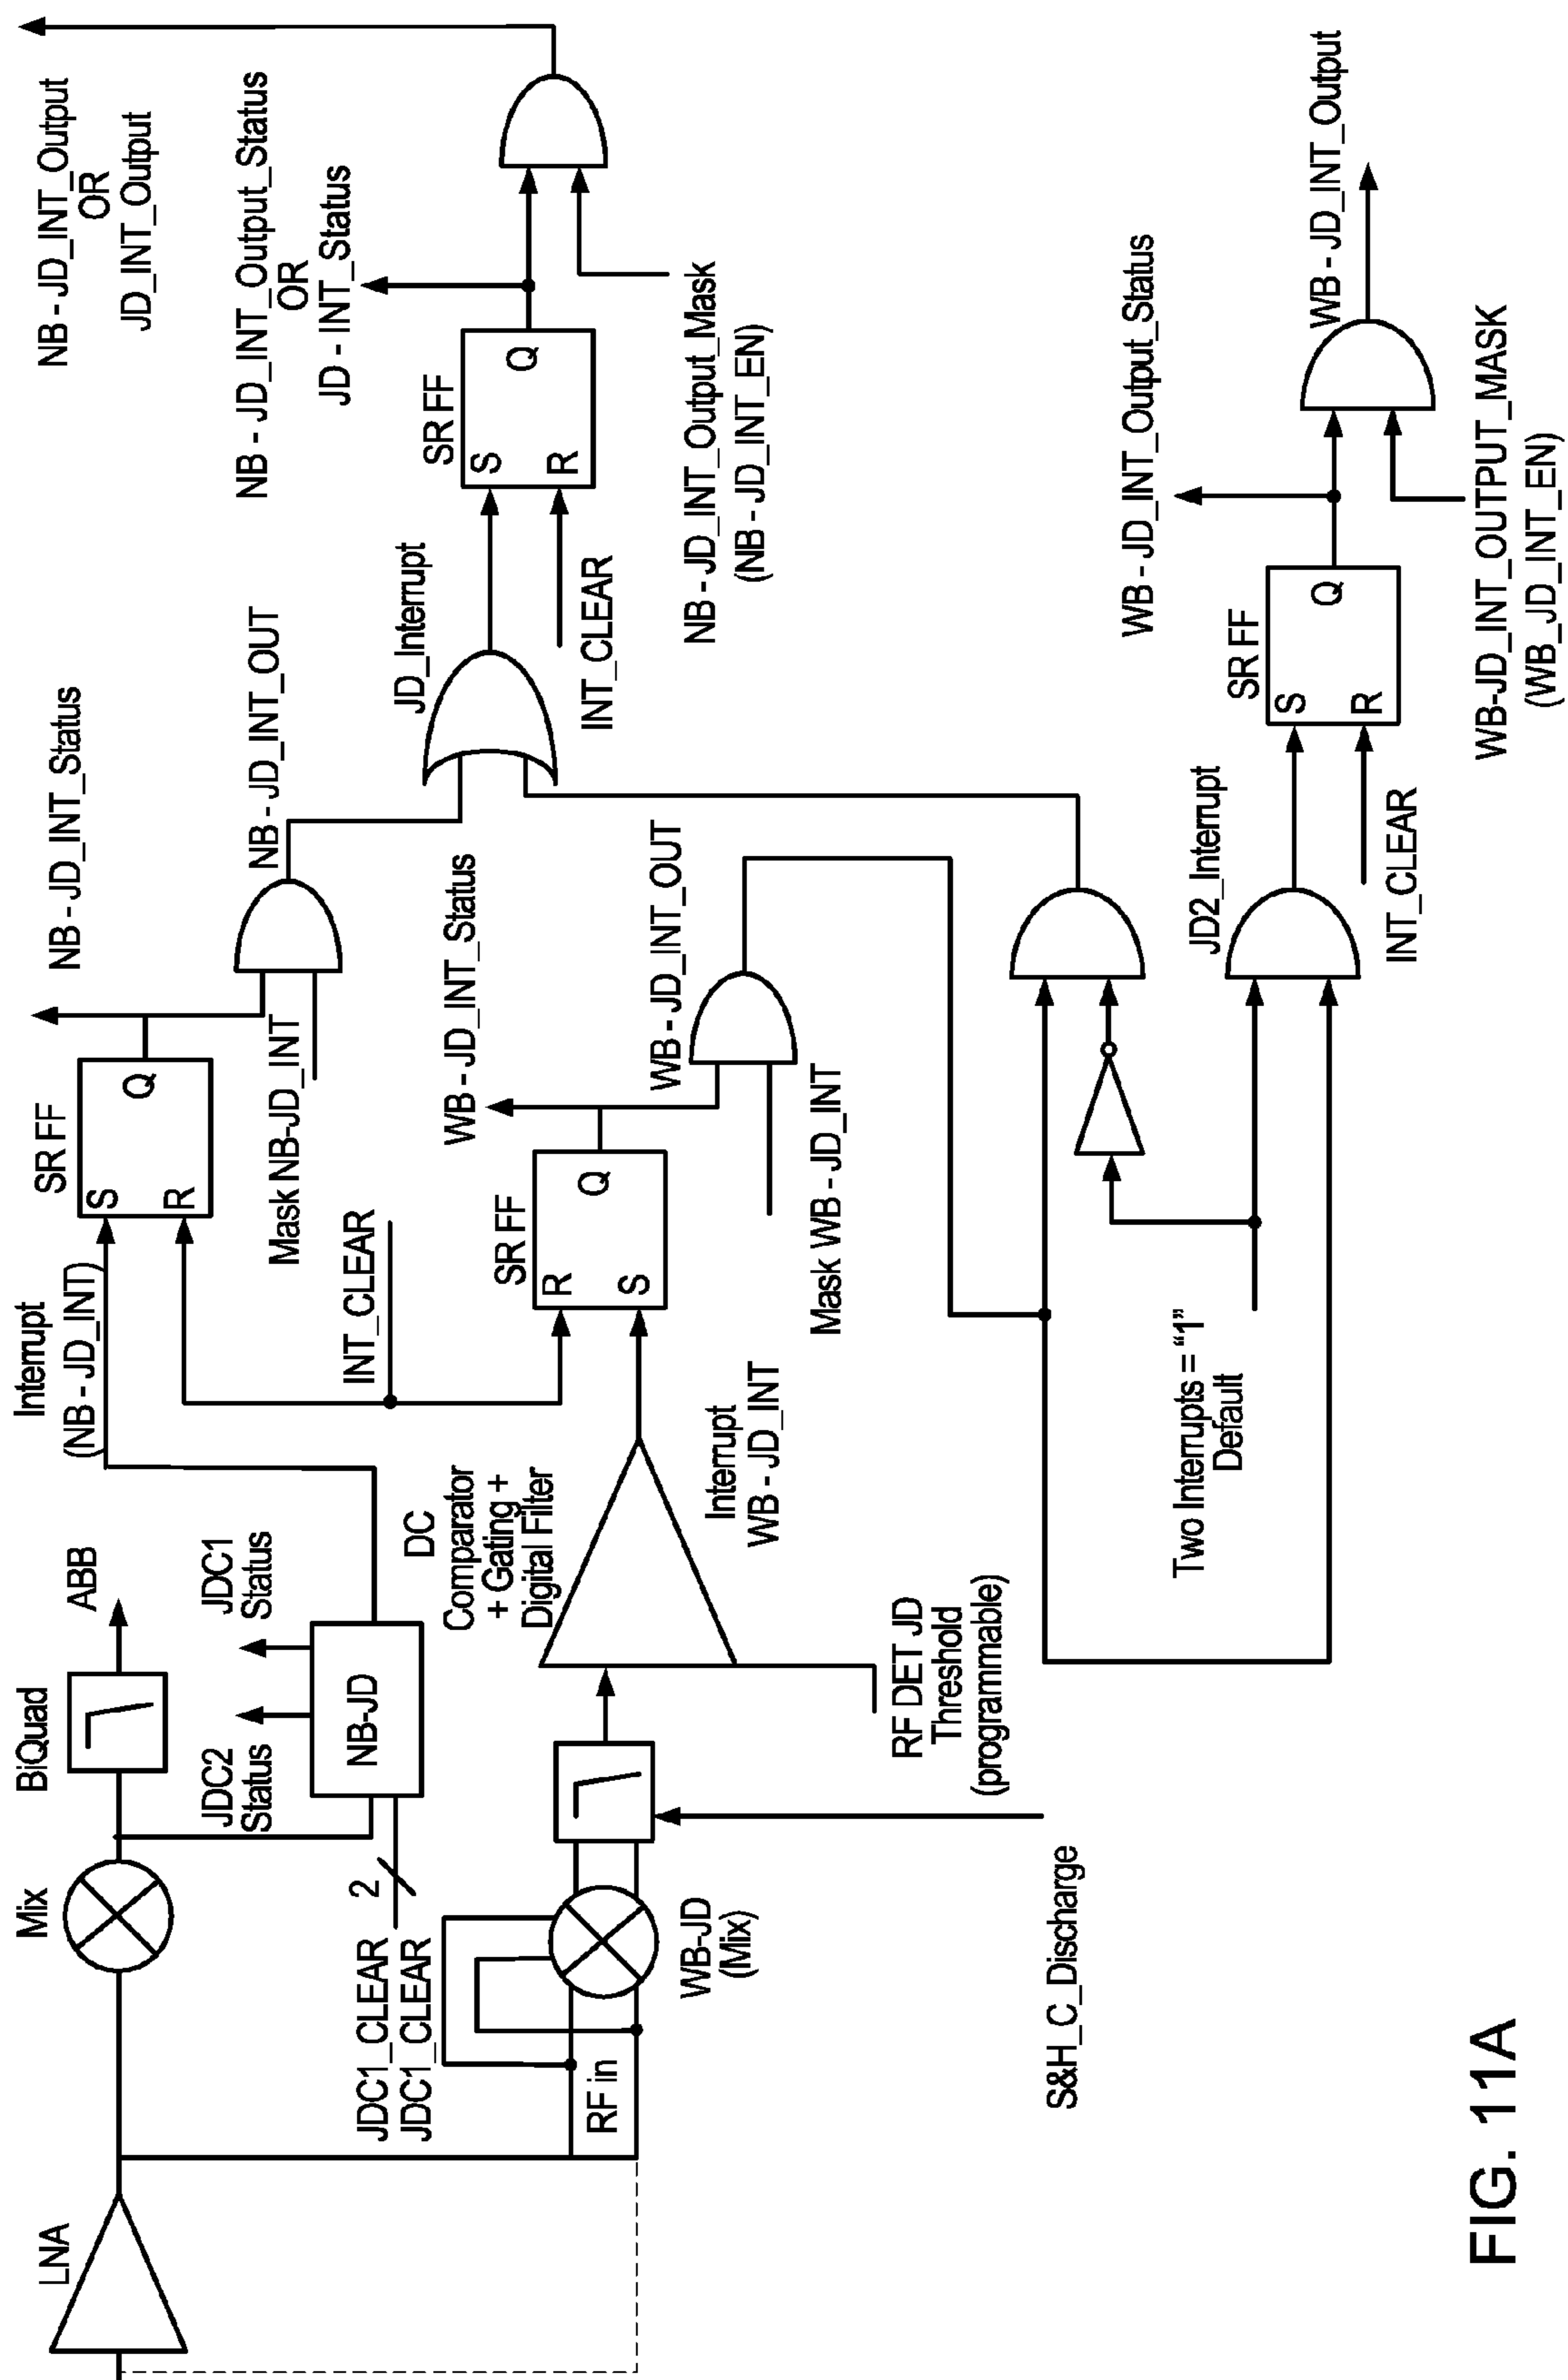 LNA
Mix
BiQuad
ABB
JDC2
Status
JDC1
Status
NB-JD
2
JDC1_CLEAR
JDC1_CLEAR
RF in
WB-JD
(Mix)
S&H_C_Discharge
DC
Comparator
+ Gating +
Digital Filter
RF DET JD
Threshold
(programmable)
Interrupt
(NB - JD_INT)
INT_CLEAR
Interrupt
WB - JD_INT
SR FF
S
R
Q
NB - JD_INT_Status
Mask NB-JD_INT
NB - JD_INT_OUT
SR FF
R
S
Q
WB - JD_INT_Status
Mask WB - JD_INT
WB - JD_INT_OUT
Two Interrupts = “1”
Default
JD_Interrupt
INT_CLEAR
SR FF
S
R
Q
NB - JD_INT_Output_Status
OR
JD - INT_Status
NB - JD_INT_Output_Mask
(NB - JD_INT_EN)
NB - JD_INT_Output
OR
JD_INT_Output
JD2_Interrupt
INT_CLEAR
SR FF
S
R
Q
WB - JD_INT_Output_Status
WB-JD_INT_OUTPUT_MASK
(WB_JD_INT_EN)
WB - JD_INT_Output
FIG. 11A